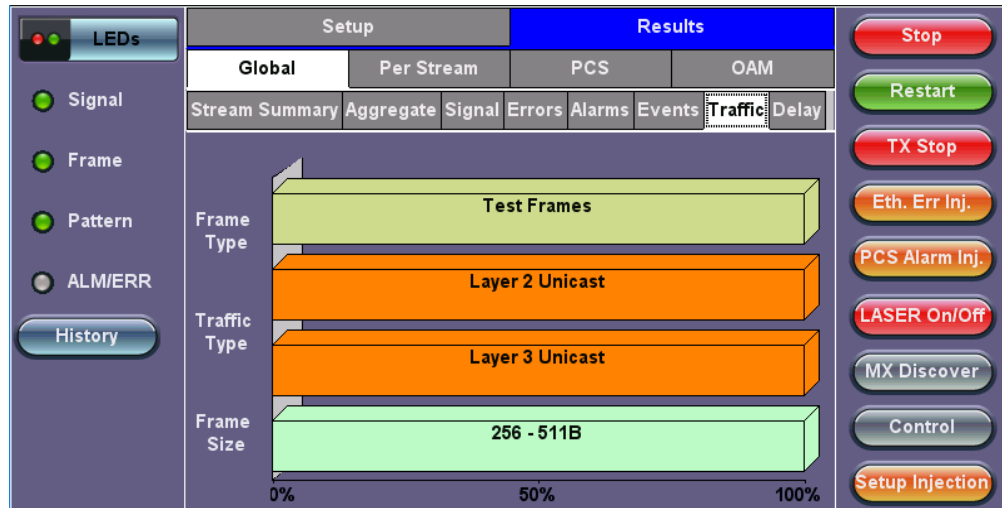 LEDs
Signal
Frame
Pattern
ALM/ERR
History
Setup
Results
Global
Per Stream
PCS
OAM
Stream Summary
Aggregate
Signal
Errors
Alarms
Events
Traffic
Delay
Frame
Type
Test Frames
Traffic
Type
Layer 2 Unicast
Layer 3 Unicast
Frame
Size
256 - 511B
0%
50%
100%
Stop
Restart
TX Stop
Eth. Err Inj.
PCS Alarm Inj.
LASER On/Off
MX Discover
Control
Setup Injection